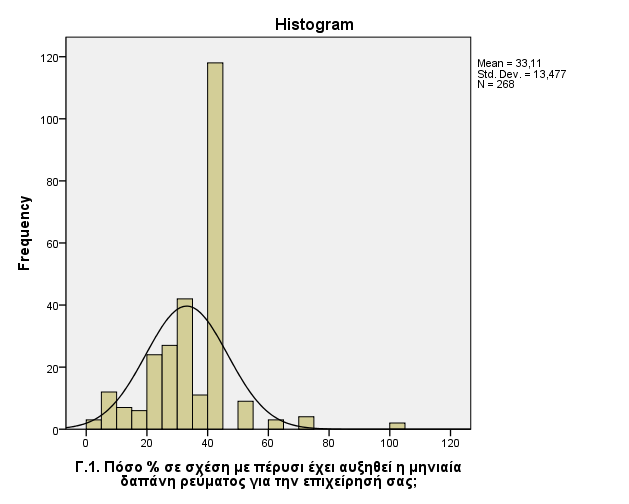 Histogram
Mean = 33,11
Std. Dev. = 13,477
N = 268
120
100
80
60
40
20
0
Frequency
0 20 40 60 80 100 120
Γ.1. Πόσο % σε σχέση με πέρυσι έχει αυξηθεί η μηνιαία
δαπάνη ρεύματος για την επιχείρησή σας;